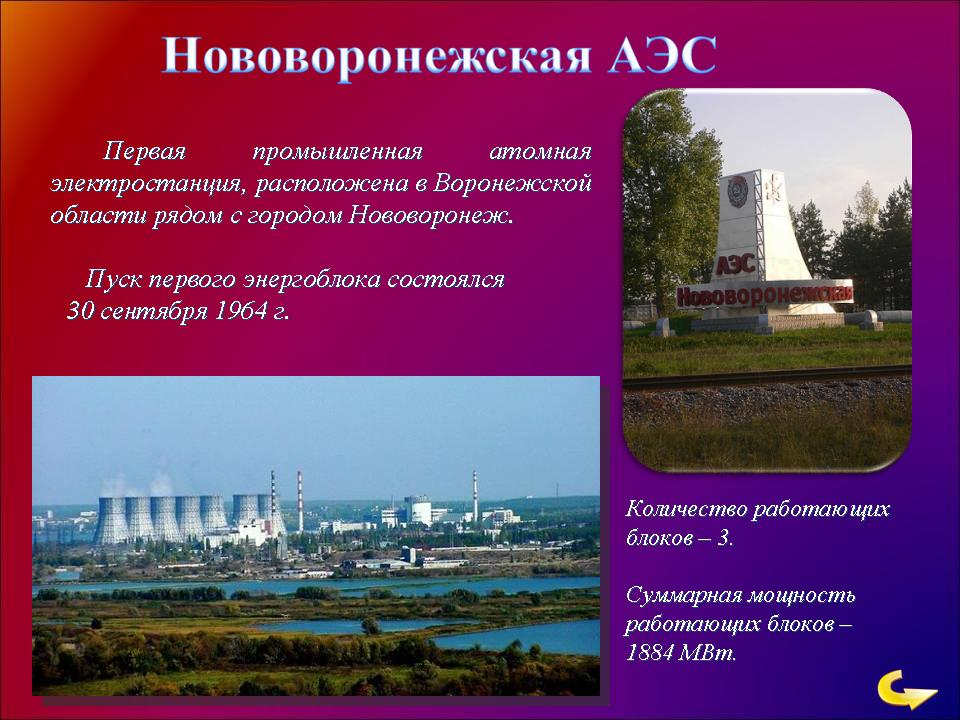 Нововоронежская АЭС
Первая промышленная атомная
электростанция, расположена в Воронежской
области рядом с городом Нововоронеж.
Пуск первого энергоблока состоялся
30 сентября 1964 г.
АЭС
Нововоронежская
Количество работающих
блоков – 3.
Суммарная мощность
работающих блоков –
1884 МВт.